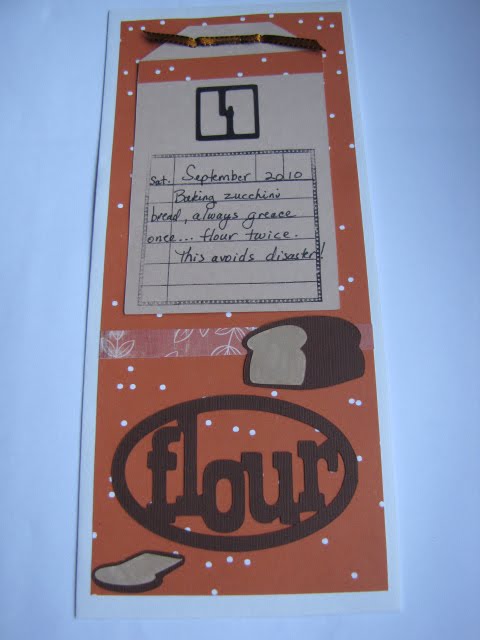 4
Sat. September 2010
Baking zucchini
bread, always greace
once... flour twice.
This avoids disaster!
flour